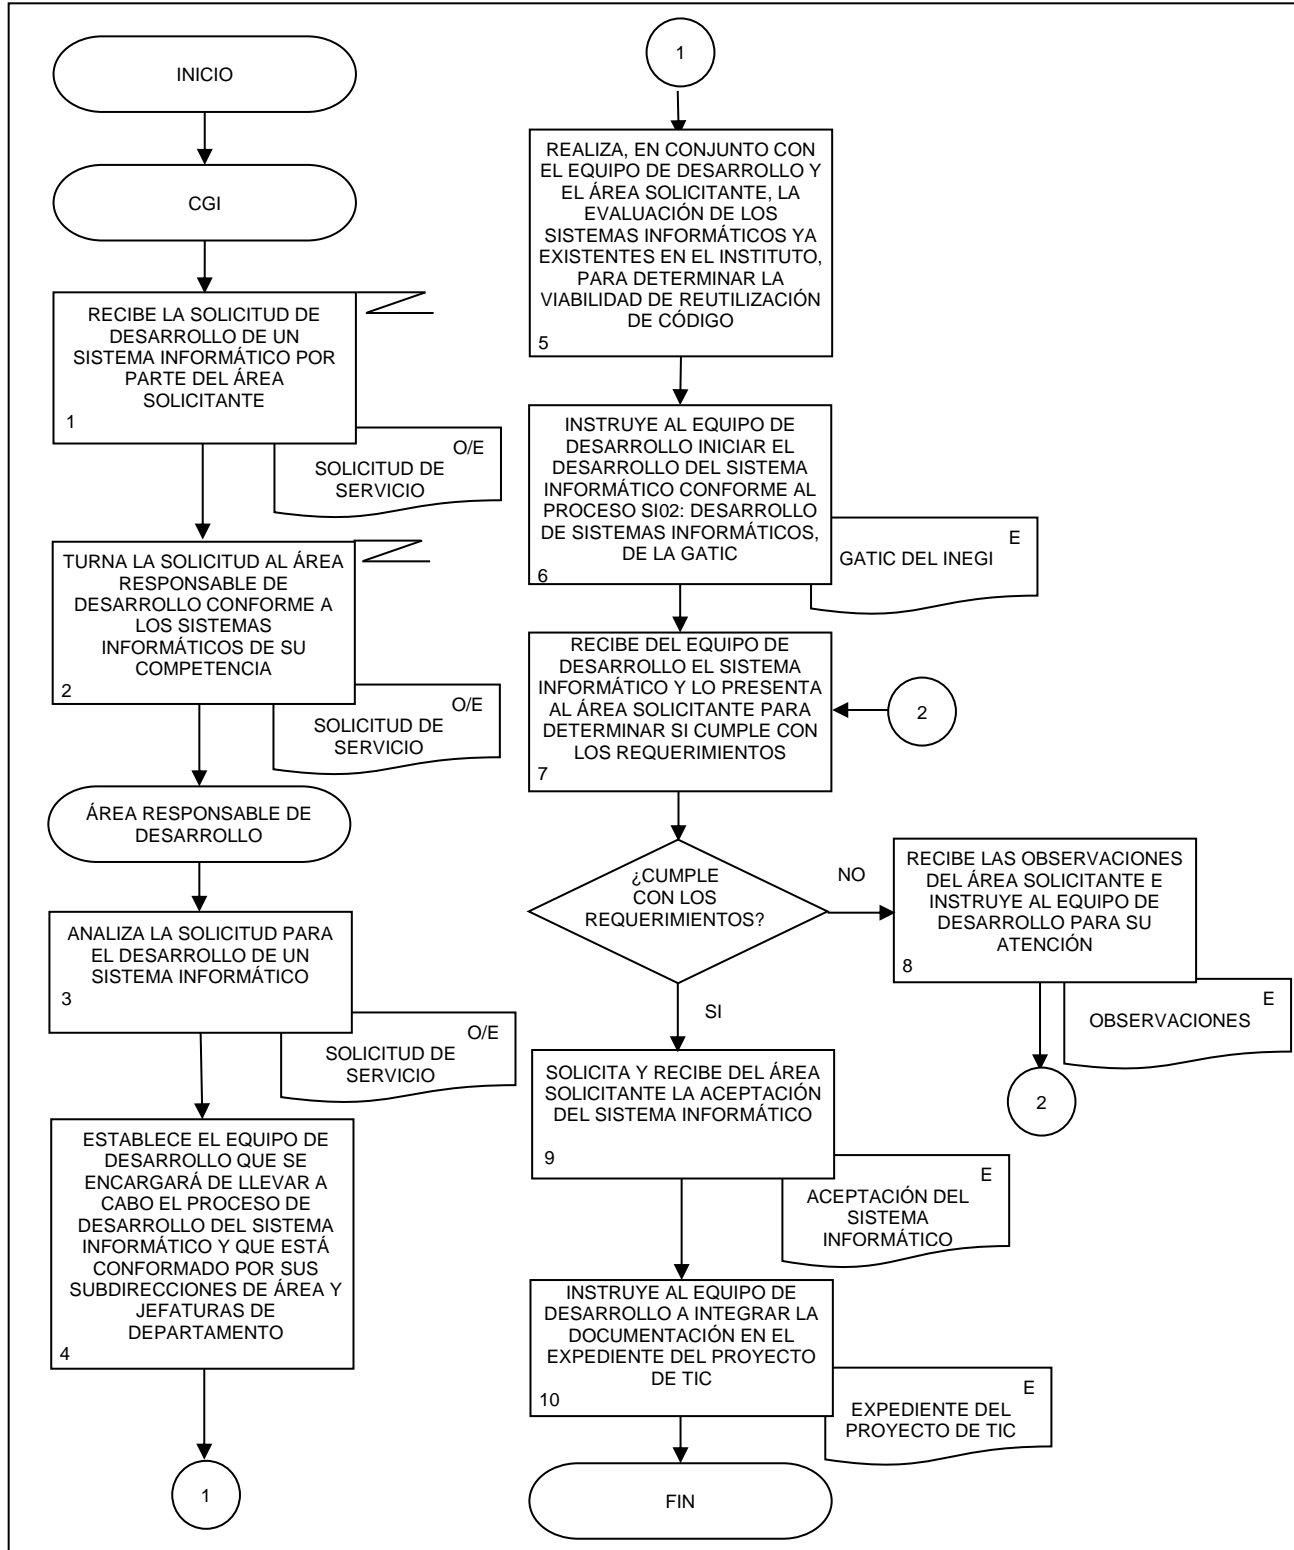 INICIO
CGI
RECIBE LA SOLICITUD DE
DESARROLLO DE UN
SISTEMA INFORMÁTICO POR
PARTE DEL ÁREA
SOLICITANTE
1
O/E
SOLICITUD DE
SERVICIO
TURNA LA SOLICITUD AL ÁREA
RESPONSABLE DE
DESARROLLO CONFORME A
LOS SISTEMAS
INFORMÁTICOS DE SU
COMPETENCIA
2
O/E
SOLICITUD DE
SERVICIO
ÁREA RESPONSABLE DE
DESARROLLO
ANALIZA LA SOLICITUD PARA
EL DESARROLLO DE UN
SISTEMA INFORMÁTICO
3
O/E
SOLICITUD DE
SERVICIO
ESTABLECE EL EQUIPO DE
DESARROLLO QUE SE
ENCARGARÁ DE LLEVAR A
CABO EL PROCESO DE
DESARROLLO DEL SISTEMA
INFORMÁTICO Y QUE ESTÁ
CONFORMADO POR SUS
SUBDIRECCIONES DE ÁREA Y
JEFATURAS DE
DEPARTAMENTO
4
1
1
REALIZA, EN CONJUNTO CON
EL EQUIPO DE DESARROLLO Y
EL ÁREA SOLICITANTE, LA
EVALUACIÓN DE LOS
SISTEMAS INFORMÁTICOS YA
EXISTENTES EN EL INSTITUTO,
PARA DETERMINAR LA
VIABILIDAD DE REUTILIZACIÓN
DE CÓDIGO
5
INSTRUYE AL EQUIPO DE
DESARROLLO INICIAR EL
DESARROLLO DEL SISTEMA
INFORMÁTICO CONFORME AL
PROCESO SI02: DESARROLLO
DE SISTEMAS INFORMÁTICOS,
DE LA GATIC
6
E
GATIC DEL INEGI
RECIBE DEL EQUIPO DE
DESARROLLO EL SISTEMA
INFORMÁTICO Y LO PRESENTA
AL ÁREA SOLICITANTE PARA
DETERMINAR SI CUMPLE CON
LOS REQUERIMIENTOS
7
2
¿CUMPLE
CON LOS
REQUERIMIENTOS?
NO
RECIBE LAS OBSERVACIONES
DEL ÁREA SOLICITANTE E
INSTRUYE AL EQUIPO DE
DESARROLLO PARA SU
ATENCIÓN
8
E
OBSERVACIONES
2
SI
SOLICITA Y RECIBE DEL ÁREA
SOLICITANTE LA ACEPTACIÓN
DEL SISTEMA INFORMÁTICO
9
E
ACEPTACIÓN DEL
SISTEMA
INFORMÁTICO
INSTRUYE AL EQUIPO DE
DESARROLLO A INTEGRAR LA
DOCUMENTACIÓN EN EL
EXPEDIENTE DEL PROYECTO
DE TIC
10
E
EXPEDIENTE DEL
PROYECTO DE TIC
FIN